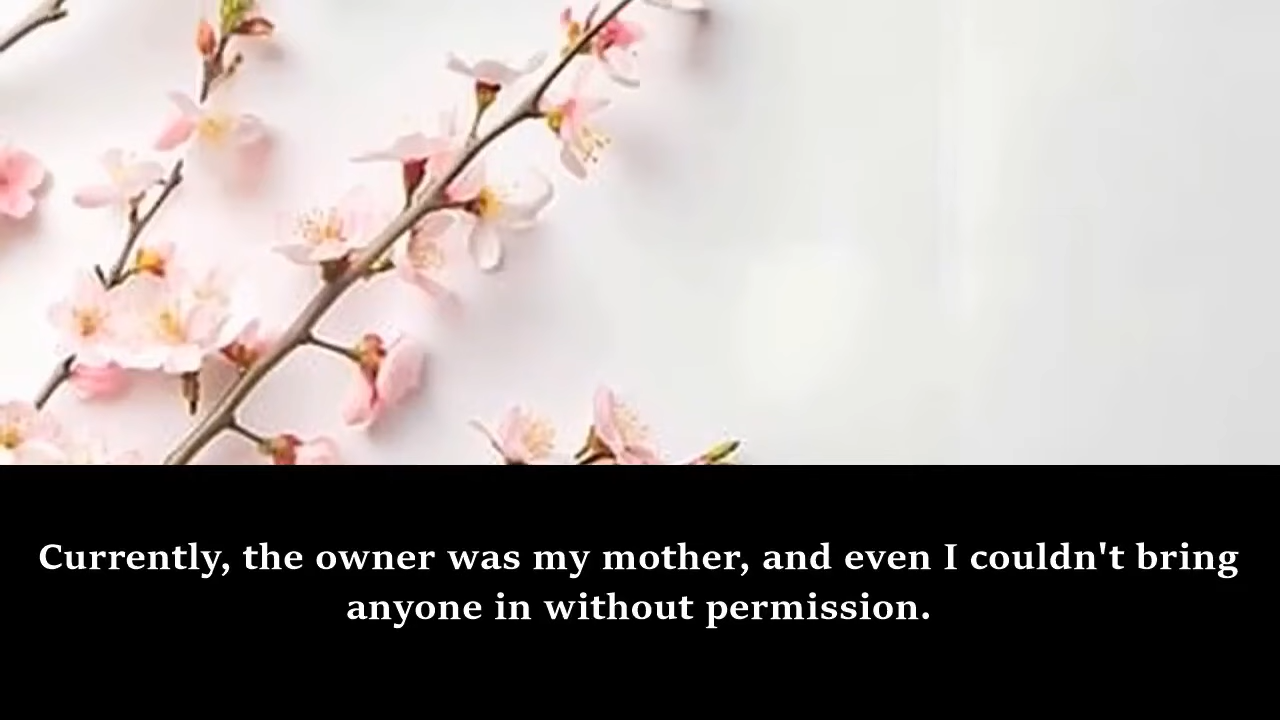 Currently, the owner was my mother, and even I couldn't bring
anyone in without permission.